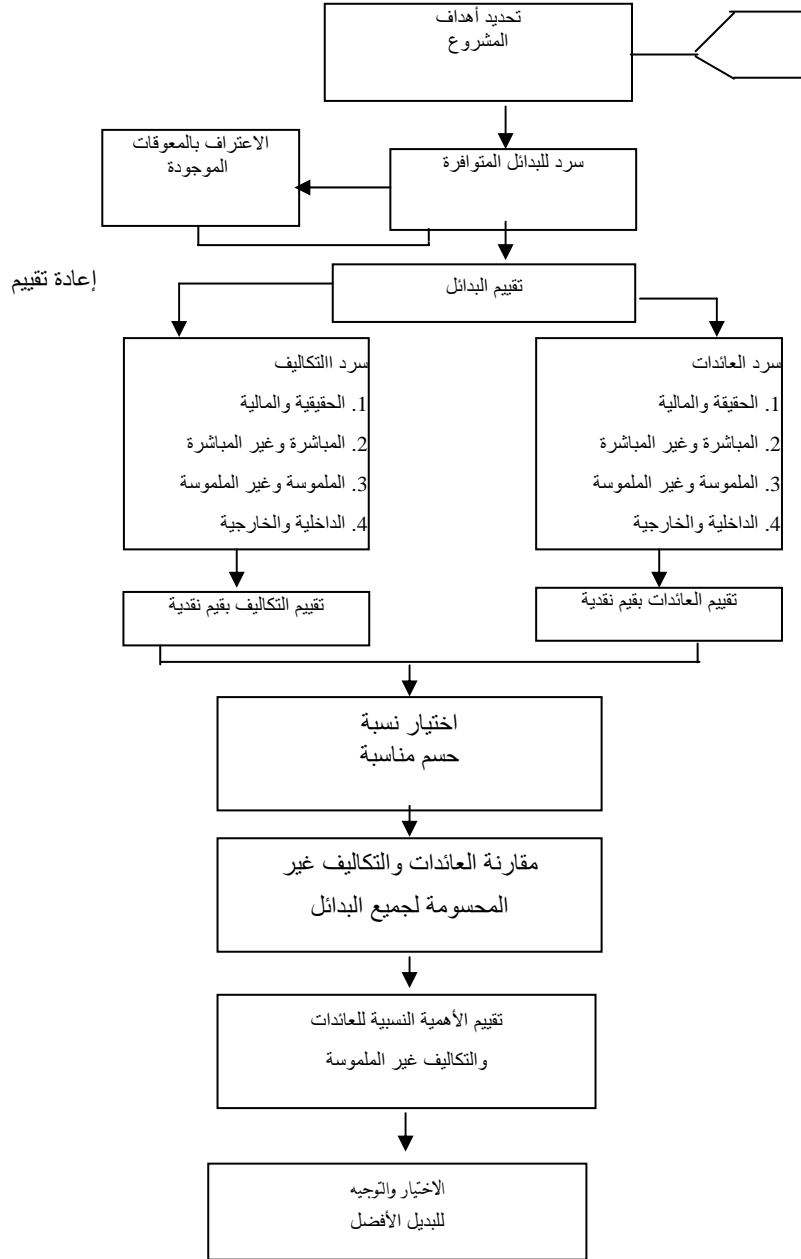 تحديد أهداف
المشروع
الاعتراف بالمعوقات
الموجودة
سرد للبدائل المتوافرة
إعادة تقييم
تقييم البدائل
سرد العائدات
1. الحقيقة والمالية
2. المباشرة وغير المباشرة
3. الملموسة وغير الملموسة
4. الداخلية والخارجية
سرد االتكاليف
1. الحقيقية والمالية
2. المباشرة وغير المباشرة
3. الملموسة وغير الملموسة
4. الداخلية والخارجية
تقييم العائدات بقيم نقدية
تقييم التكاليف بقيم نقدية
اختيار نسبة
حسم مناسبة
مقارنة العائدات والتكاليف غير
المحسومة لجميع البدائل
تقييم الأهمية النسبية للعائدات
والتكاليف غير الملموسة
الاختيار والتوجيه
للبديل الأفضل